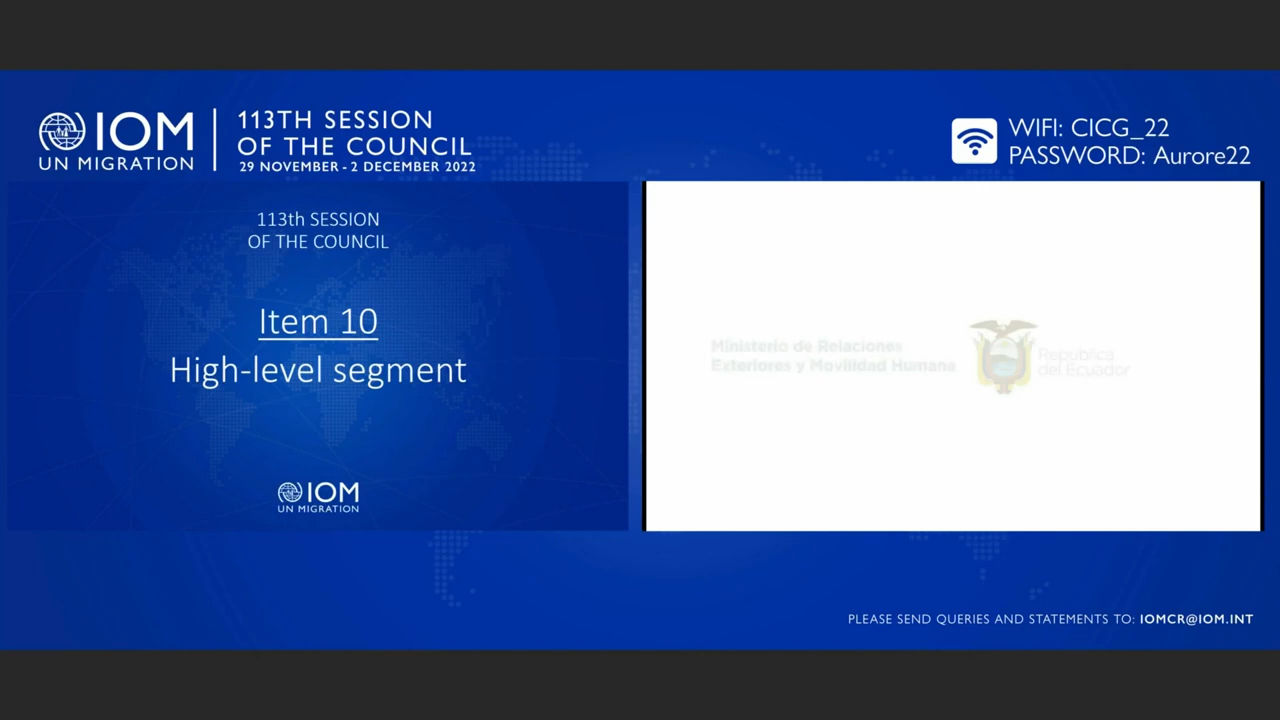 IOM
UN MIGRATION
113TH SESSION
OF THE COUNCIL
29 NOVEMBER - 2 DECEMBER 2022
WIFI: CICG_22
PASSWORD: Aurore22
113th SESSION
OF THE COUNCIL
Item 10
High-level segment
IOM
UN MIGRATION
Ministerio de Relaciones
Exteriores y Movilidad Humana
República
del Ecuador
PLEASE SEND QUERIES AND STATEMENTS TO: IOMCR@IOM.INT